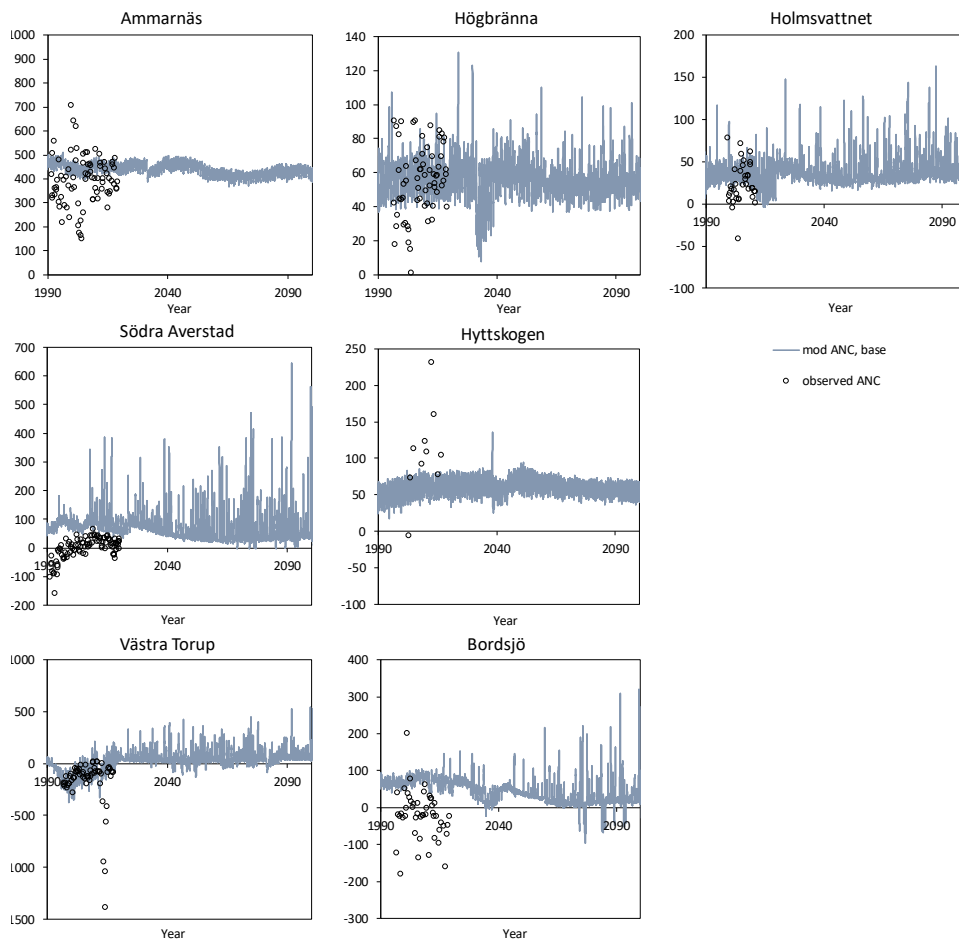 Ammarnäs
1000
900
800
700
600
500
400
300
200
100
0
1990 2040 2090
Year
Högbränna
140
120
100
80
60
40
20
0
1990 2040 2090
Year
Holmsvattnet
200
150
100
50
0
-50
-100
1990 2040 2090
Year
Södra Averstad
700
600
500
400
300
200
100
0
-100
-200
1990 2040 2090
Year
Hyttskogen
250
200
150
100
50
0
-50
-100
1990 2040 2090
Year
mod ANC, base
observed ANC
Västra Torup
1000
500
0
-500
1000
1500
1990 2040 2090
Year
Bordsjö
400
300
200
100
0
-100
-200
-300
1990 2040 2090
Year